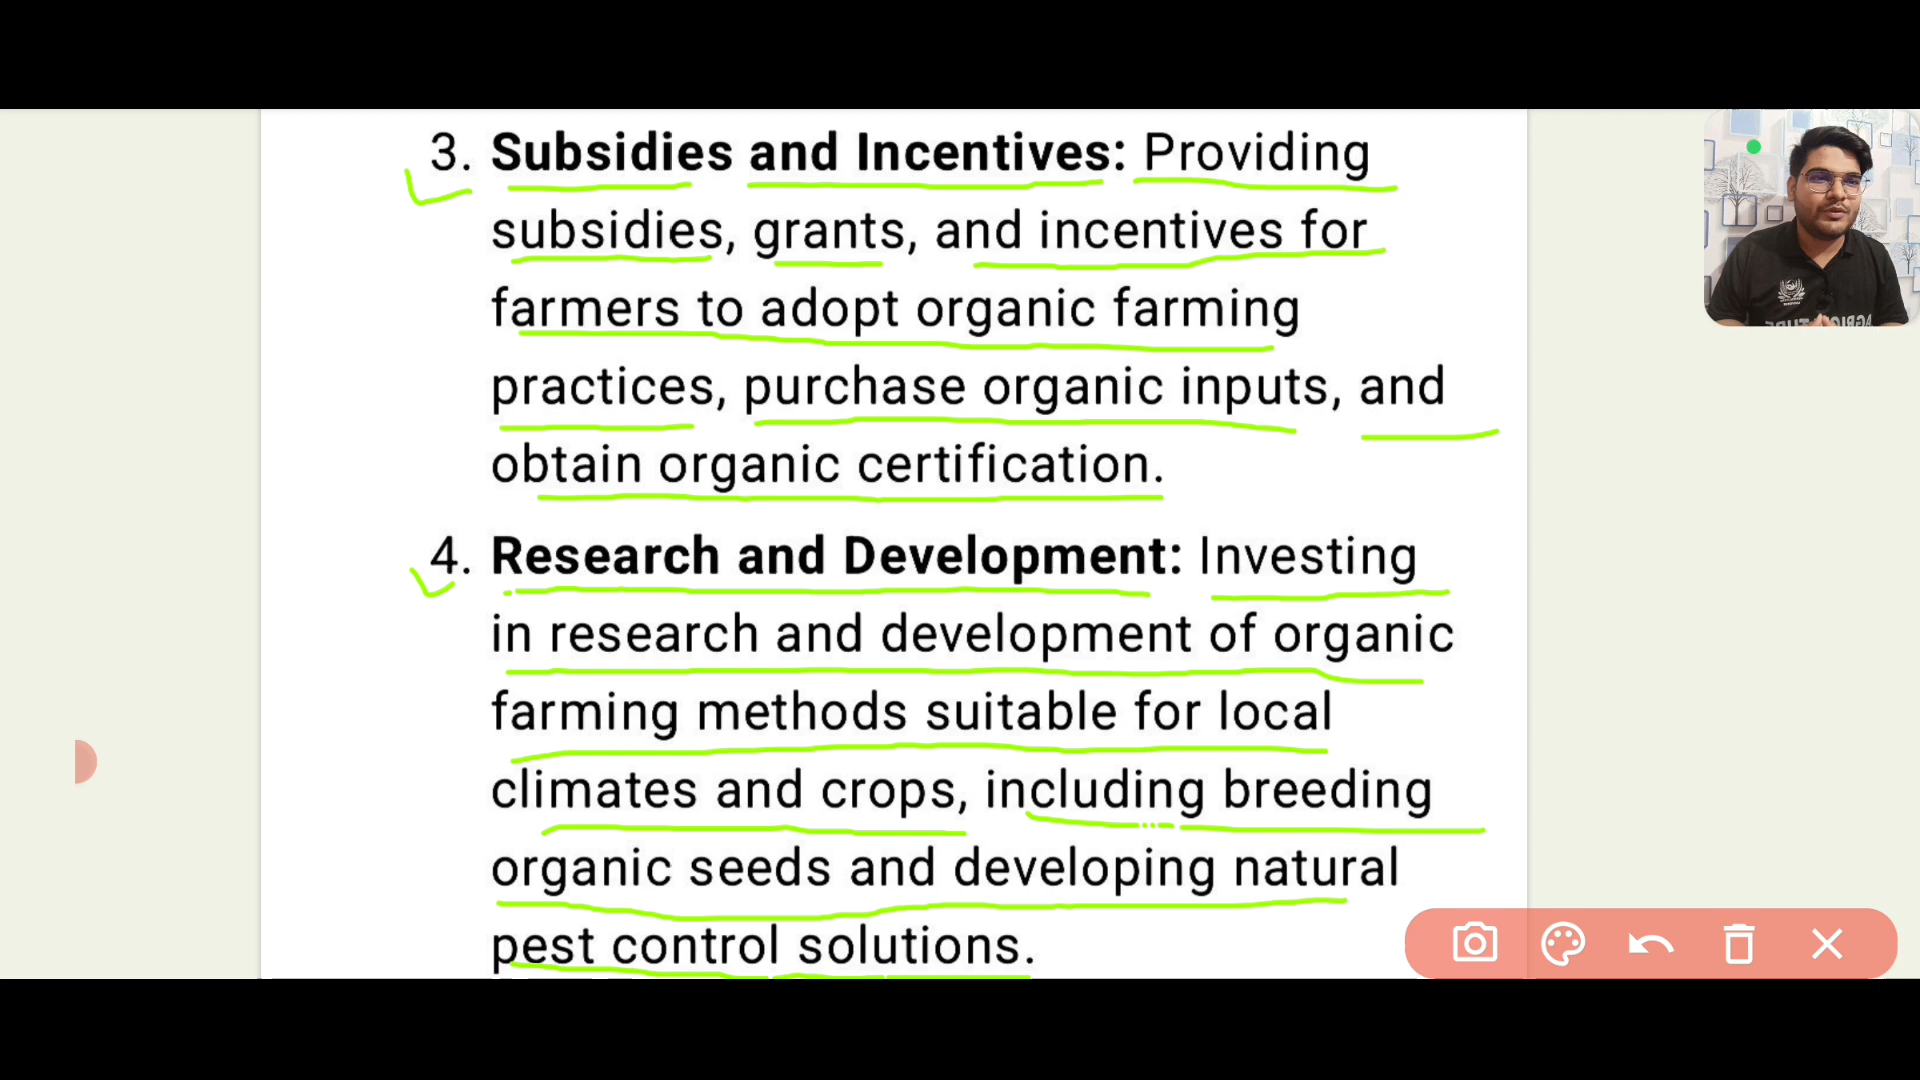 3. Subsidies and Incentives: Providing
subsidies, grants, and incentives for
farmers to adopt organic farming
practices, purchase organic inputs, and
obtain organic certification.
4. Research and Development: Investing
in research and development of organic
farming methods suitable for local
climates and crops, including breeding
organic seeds and developing natural
pest control solutions.